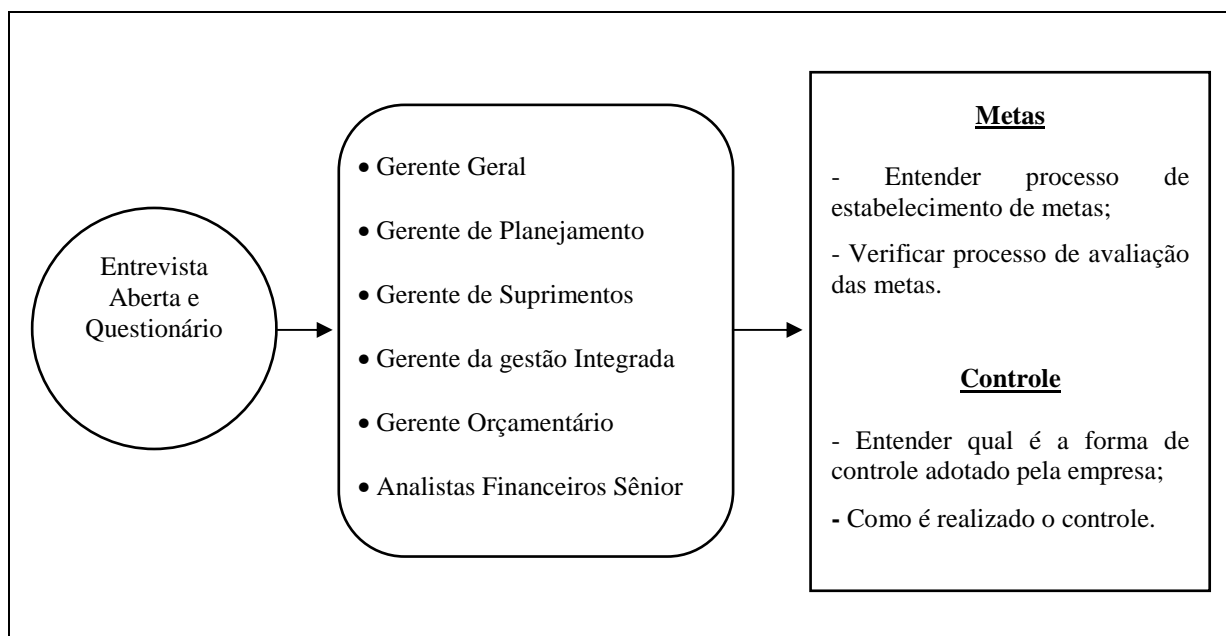 Entrevista
Aberta e
Questionário
• Gerente Geral
• Gerente de Planejamento
• Gerente de Suprimentos
• Gerente da gestão Integrada
• Gerente Orçamentário
• Analistas Financeiros Sênior
Metas
- Entender processo de
estabelecimento de metas;
- Verificar processo de avaliação
das metas.
Controle
- Entender qual é a forma de
controle adotado pela empresa;
- Como é realizado o controle.